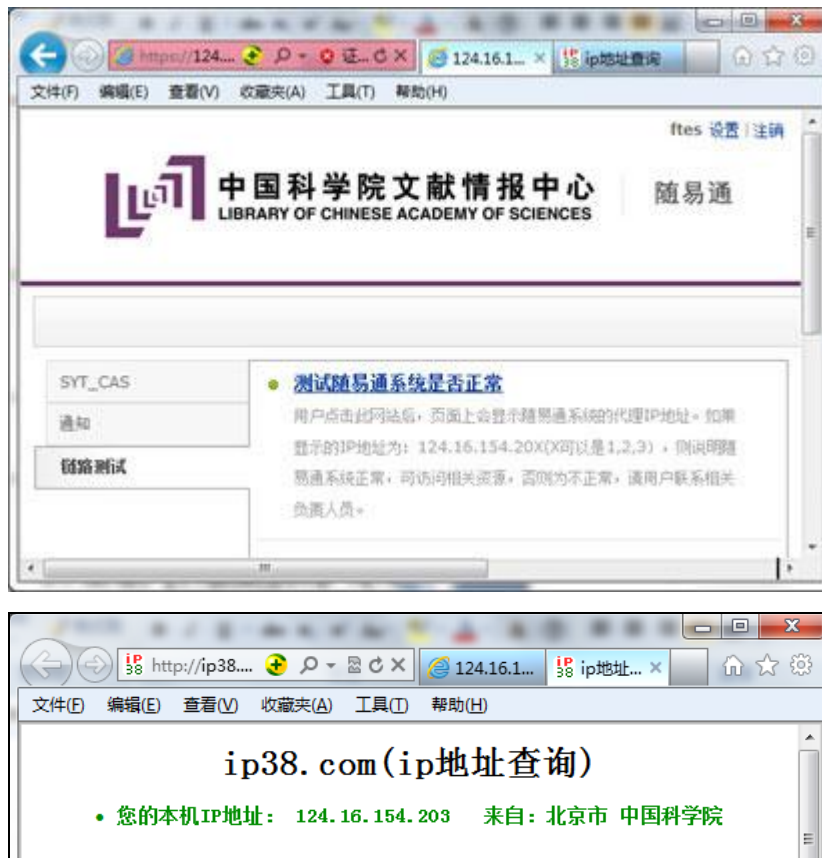 https://124.... 证... 124.16.1... ip地址查询
文件(F) 编辑(E) 查看(V) 收藏夹(A) 工具(T) 帮助(H)
ftes 设置 | 注销
中国科学院文献情报中心 随易通
LIBRARY OF CHINESE ACADEMY OF SCIENCES
SYT_CAS
通知
链路测试
测试随易通系统是否正常
用户点击此网站后，页面上会显示随易通系统的代理IP地址。如果
显示的IP地址为：124.16.154.20X(X可以是1,2,3)，则说明随
易通系统正常，可访问相关资源，否则为不正常，请用户联系相关
负责人员。
http://ip38.... 124.16.1... ip地址...
文件(F) 编辑(E) 查看(V) 收藏夹(A) 工具(T) 帮助(H)
ip38.com(ip地址查询)
您的本机IP地址： 124.16.154.203 来自：北京市 中国科学院